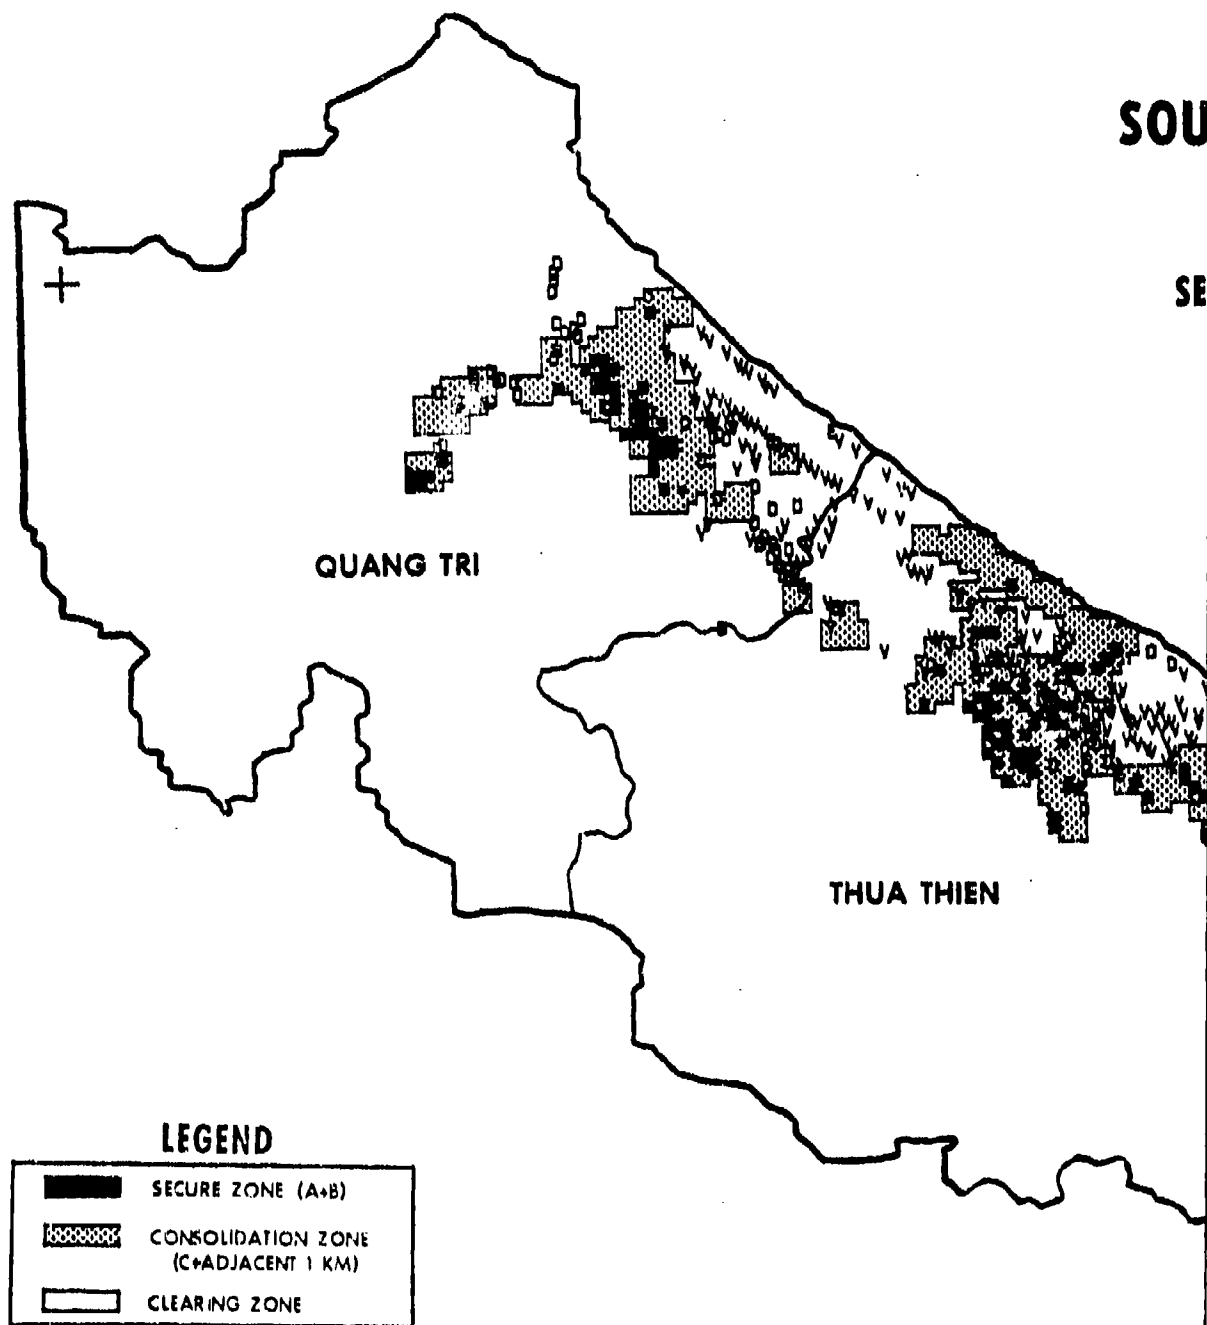 SOU
SE
QUANG TRI
THUA THIEN
LEGEND
SECURE ZONE (A+B)
CONSOLIDATION ZONE
(C+ADJACENT 1 KM)
CLEARING ZONE